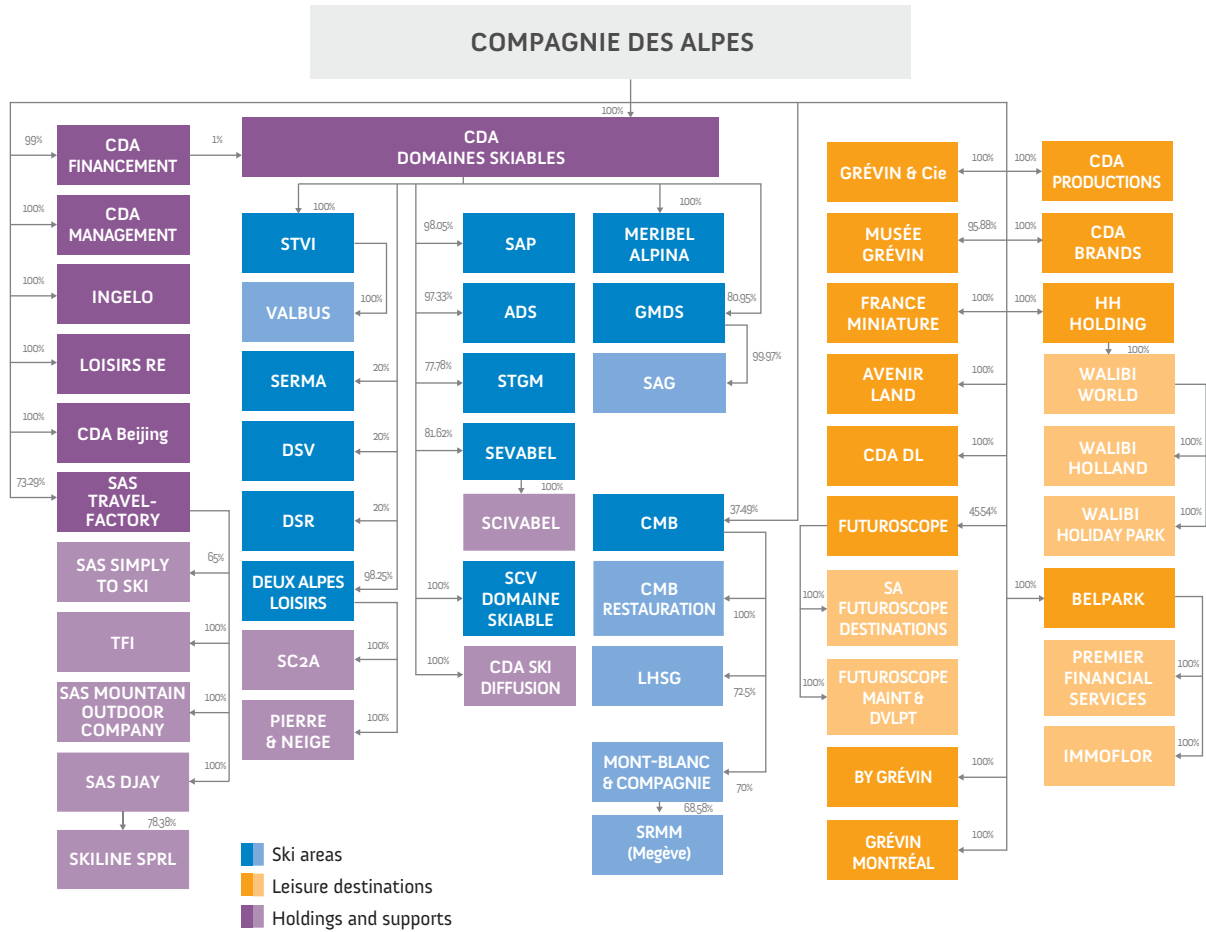 COMPAGNIE DES ALPES
100%
99%
CDA
FINANCEMENT
1%
CDA
DOMAINES SKIABLES
100%
CDA
MANAGEMENT
100%
INGELO
100%
LOISIRS RE
100%
CDA Beijing
73.29%
SAS
TRAVEL-
FACTORY
65%
SAS SIMPLY
TO SKI
100%
TFI
100%
SAS MOUNTAIN
OUTDOOR
COMPANY
100%
SAS DJAY
78.38%
SKILINE SPRL
100%
STVI
100%
VALBUS
20%
SERMA
20%
DSV
20%
DSR
98.25%
DEUX ALPES
LOISIRS
100%
SC2A
100%
PIERRE
& NEIGE
98.05%
SAP
97.33%
ADS
77.78%
STGM
81.62%
SEVABEL
100%
SCIVABEL
100%
SCV
DOMAINE
SKIABLE
100%
CDA SKI
DIFFUSION
100%
MERIBEL
ALPINA
80.95%
GMDS
99.97%
SAG
37.49%
CMB
CMB
RESTAURATION
100%
LHSG
72.5%
MONT-BLANC
& COMPAGNIE
70%
68.58%
SRMM
(Megève)
GRÉVIN & Cie
100%
100%
CDA
PRODUCTIONS
MUSÉE
GRÉVIN
95.88%
100%
CDA
BRANDS
FRANCE
MINIATURE
100%
100%
HH
HOLDING
100%
AVENIR
LAND
100%
WALIBI
WORLD
CDA DL
100%
100%
WALIBI
HOLLAND
FUTUROSCOPE
45.54%
100%
WALIBI
HOLIDAY PARK
100%
SA
FUTUROSCOPE
DESTINATIONS
100%
BELPARK
100%
FUTUROSCOPE
MAINT &
DVLPT
100%
PREMIER
FINANCIAL
SERVICES
100%
IMMOFLOR
BY GRÉVIN
100%
GRÉVIN
MONTRÉAL
100%
Ski areas
Leisure destinations
Holdings and supports